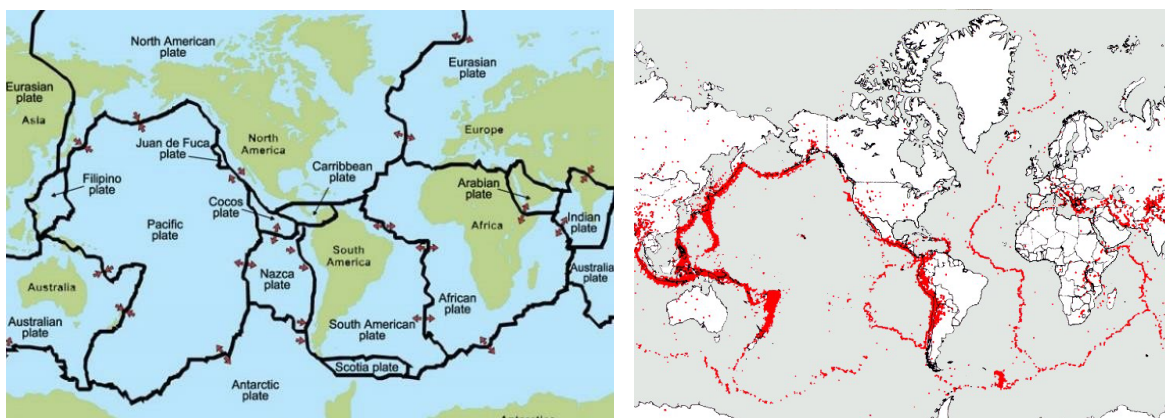 North American
plate
Eurasian
plate
Eurasian
plate
Asia
Europe
Juan de Fuca
plate
North
America
Carribbean
plate
Filipino
plate
Arabian
plate
Cocos
plate
Africa
Indian
plate
Pacific
plate
South
America
Nazca
plate
Australia
Australia
plate
African
plate
Australian
plate
South American
plate
Scotia plate
Antarctic
plate